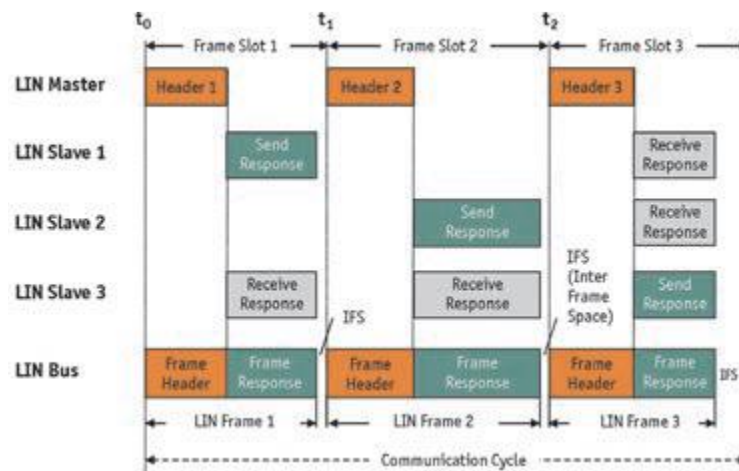 t0 t1 t2
Frame Slot 1 Frame Slot 2 Frame Slot 3
LIN Master Header 1 Header 2 Header 3
LIN Slave 1 Send Response Receive Response
LIN Slave 2 Send Response Receive Response
IFS (Inter Frame Space)
LIN Slave 3 Receive Response Receive Response Send Response
IFS
LIN Bus Frame Header Frame Response Frame Header Frame Response Frame Header Frame Response IFS
LIN Frame 1 LIN Frame 2 LIN Frame 3
Communication Cycle